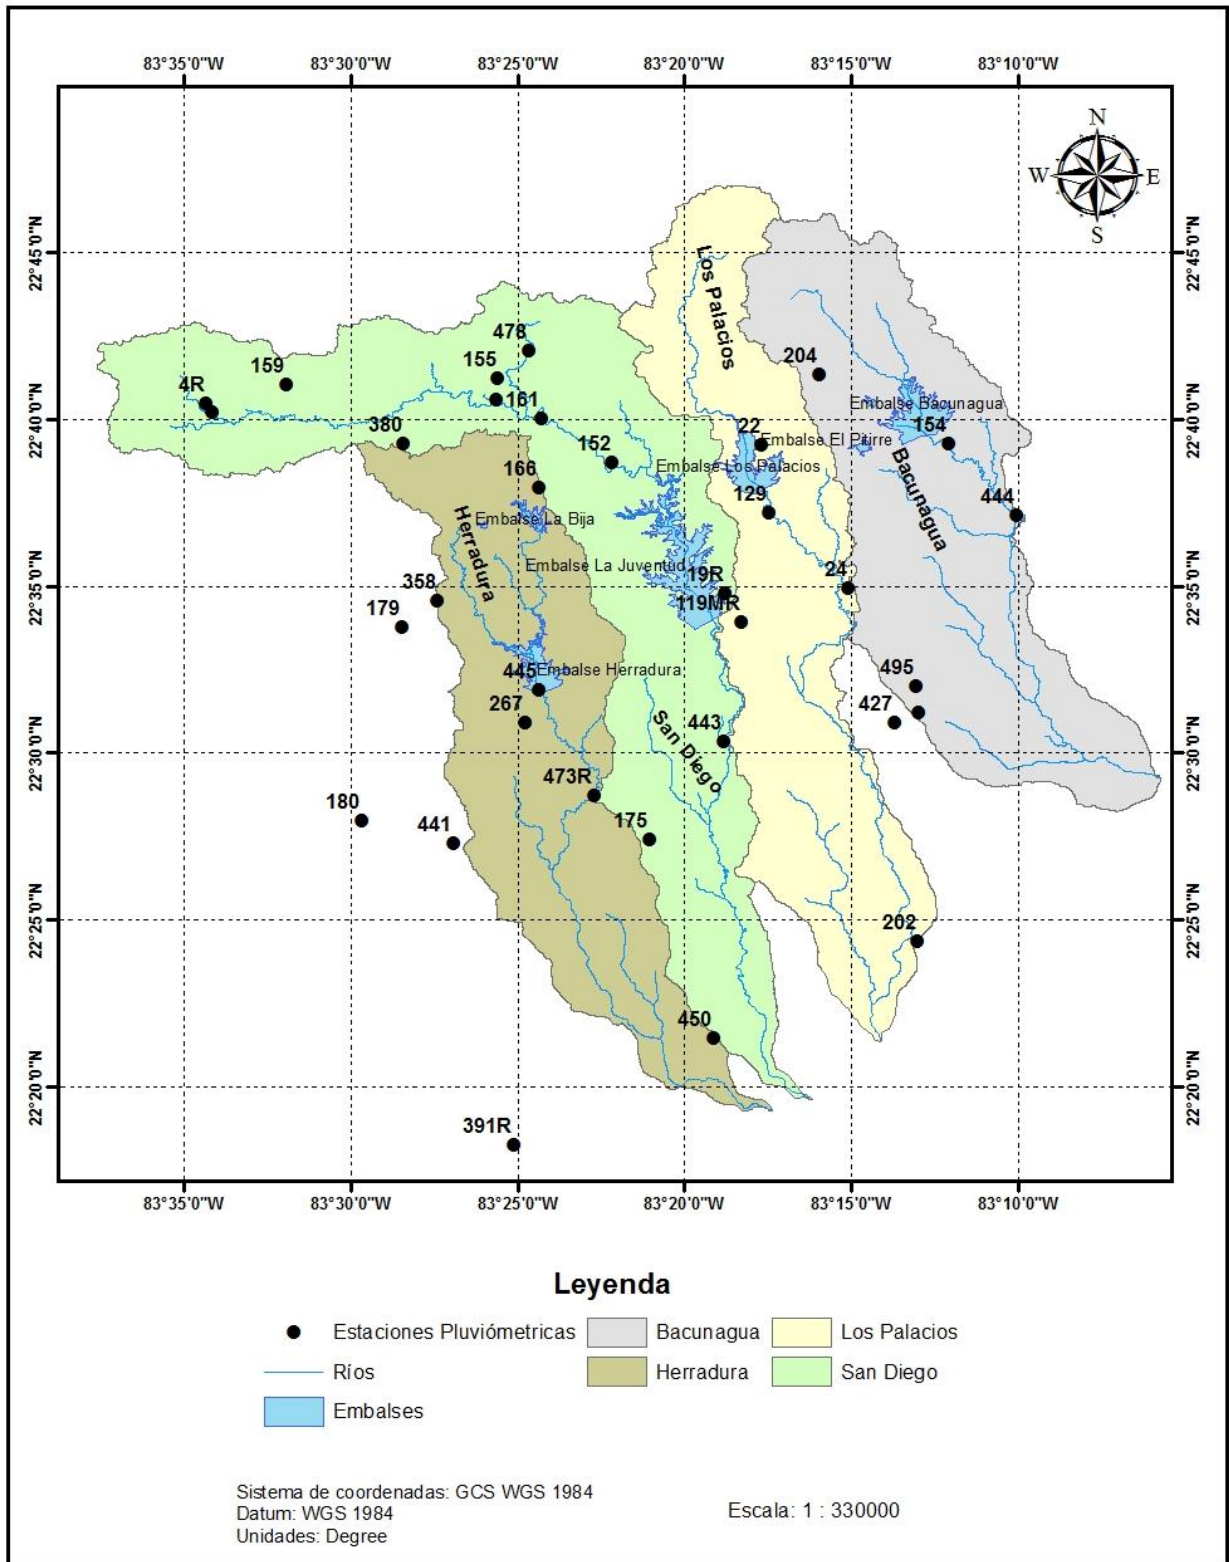 83°35'0"W 83°30'0"W 83°25'0"W 83°20'0"W 83°15'0"W 83°10'0"W
N
W E
S
22°45'0"N
22°45'0"N
Los Palacios
478
155
204
159
4R
Embalse Bacunagua
161
22°40'0"N
22°40'0"N
380
22
154
Embalse El Pitirre
152
Embalse Los Palacios
166
Bacunagua
129
444
Herradura
Embalse La Bija
Embalse La Juventud
19R
24
22°35'0"N
22°35'0"N
358
119MR
179
445
Embalse Herradura
495
267
San Diego
443
427
22°30'0"N
22°30'0"N
473R
180
441
175
22°25'0"N
22°25'0"N
202
450
22°20'0"N
22°20'0"N
391R
83°35'0"W 83°30'0"W 83°25'0"W 83°20'0"W 83°15'0"W 83°10'0"W
Leyenda
Estaciones Pluviómetricas
Bacunagua
Los Palacios
Ríos
Herradura
San Diego
Embalses
Sistema de coordenadas: GCS WGS 1984
Datum: WGS 1984
Unidades: Degree
Escala: 1 : 330000